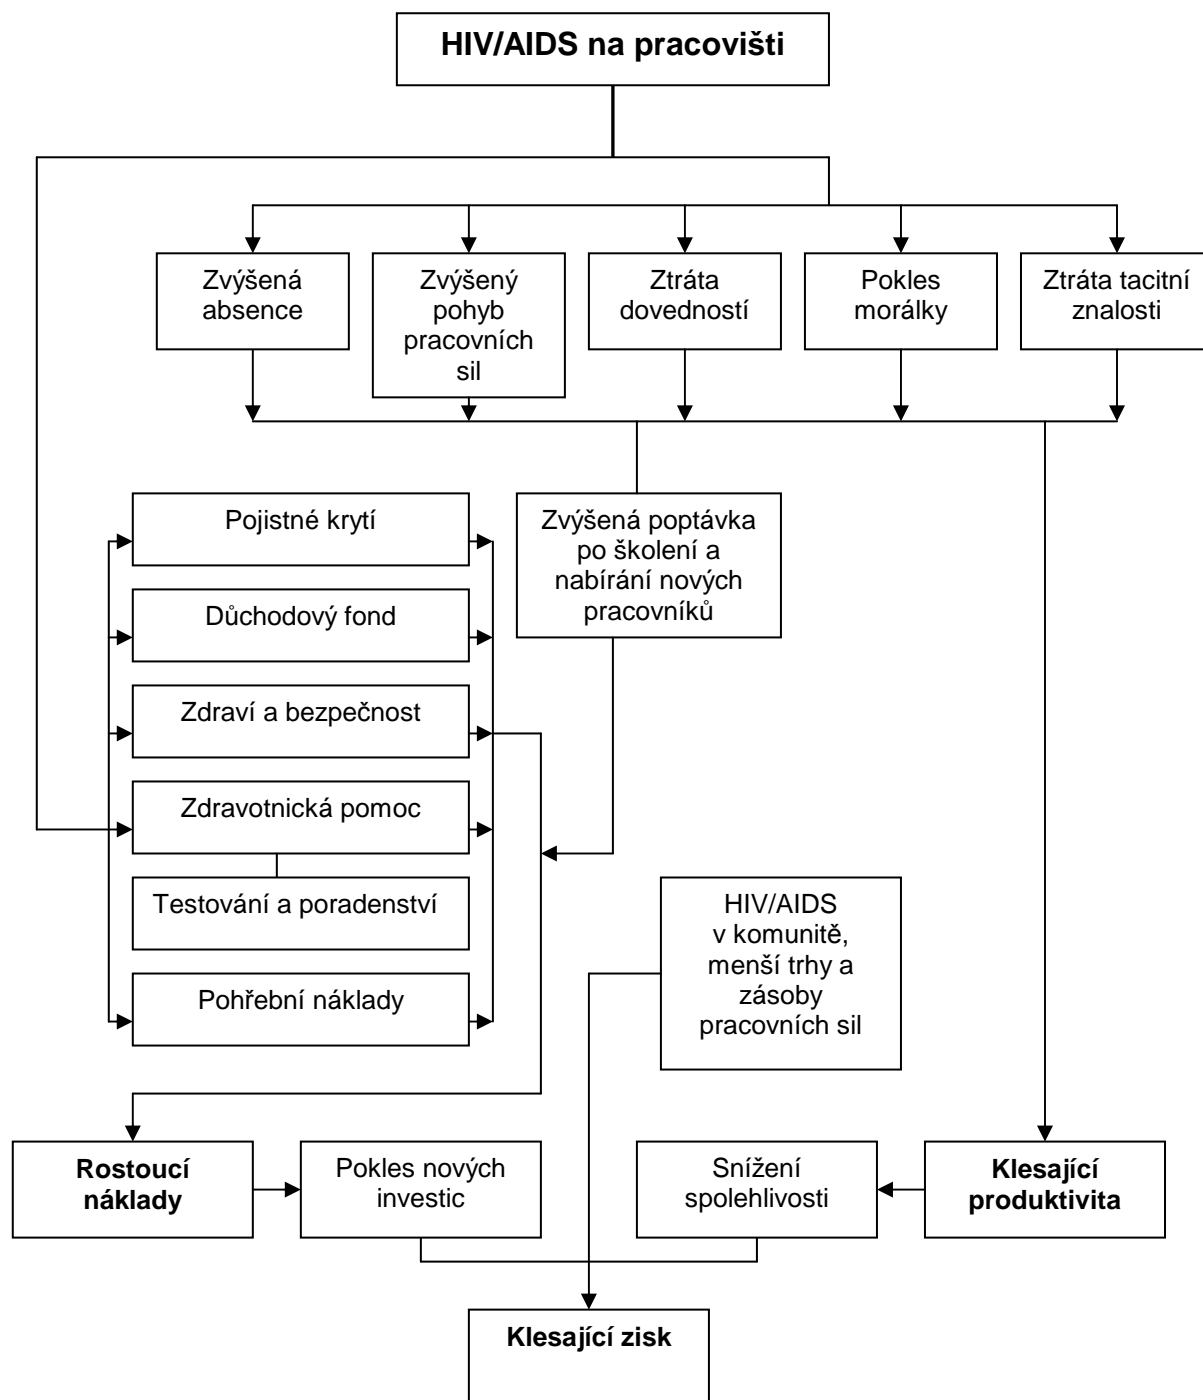 HIV/AIDS na pracovišti
Zvýšená
absence
Zvýšený
pohyb
pracovních
sil
Ztráta
dovedností
Pokles
morálky
Ztráta tacitní
znalosti
Pojistné krytí
Důchodový fond
Zdraví a bezpečnost
Zdravotnická pomoc
Testování a poradenství
Pohřební náklady
Zvýšená poptávka
po školení a
nabírání nových
pracovníků
HIV/AIDS
v komunitě,
menší trhy a
zásoby
pracovních sil
Rostoucí
náklady
Pokles nových
investic
Snížení
spolehlivosti
Klesající
produktivita
Klesající zisk